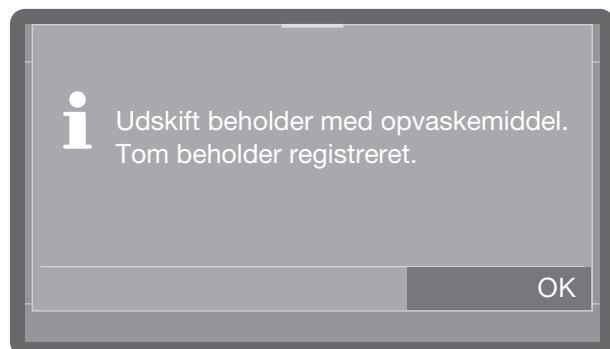 Udskift beholder med opvaskemiddel.
Tom beholder registreret.
OK